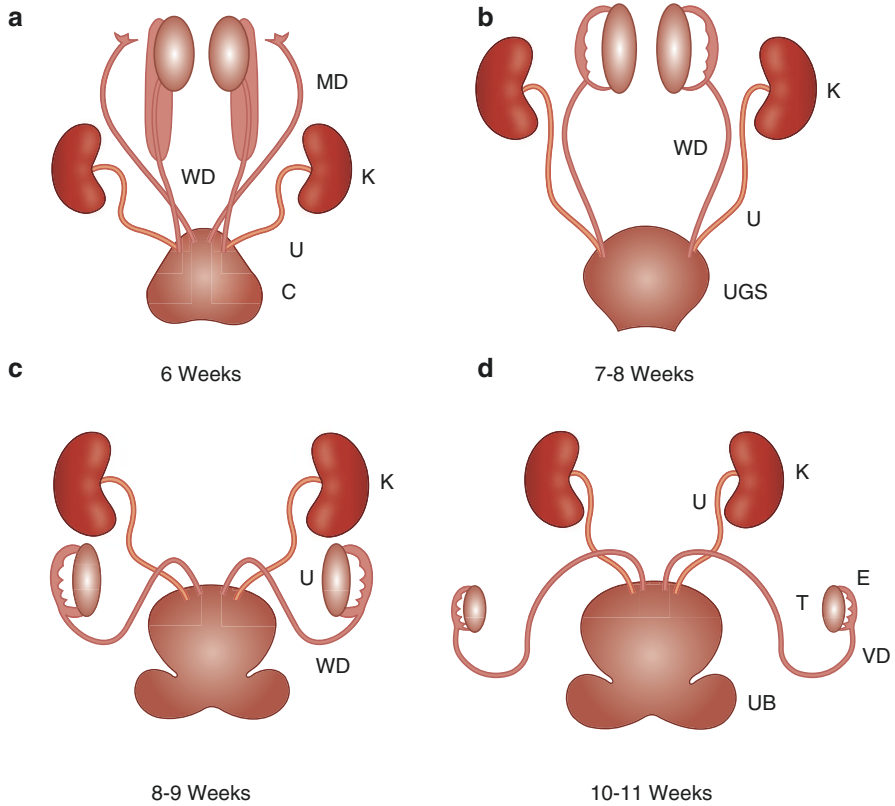 a
MD
WD
K
U
C
6 Weeks
b
K
WD
U
UGS
7-8 Weeks
c
K
U
WD
8-9 Weeks
d
K
U
E
T
VD
UB
10-11 Weeks